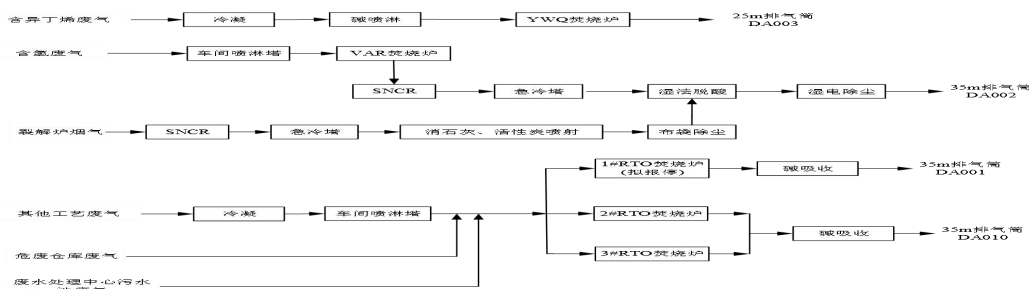 含异丁烯废气
冷凝
碱喷淋
YWQ焚烧炉
25m排气筒
DA003
含氢废气
车间喷淋塔
VAR焚烧炉
SNCR
急冷塔
湿法脱酸
湿电除尘
35m排气筒
DA002
裂解炉烟气
SNCR
急冷塔
消石灰、活性炭喷射
布袋除尘
1#RTO焚烧炉
(拟报停)
碱吸收
35m排气筒
DA001
其他工艺废气
冷凝
车间喷淋塔
2#RTO焚烧炉
3#RTO焚烧炉
碱吸收
35m排气筒
DA010
危废仓库废气
废水处理中心污水